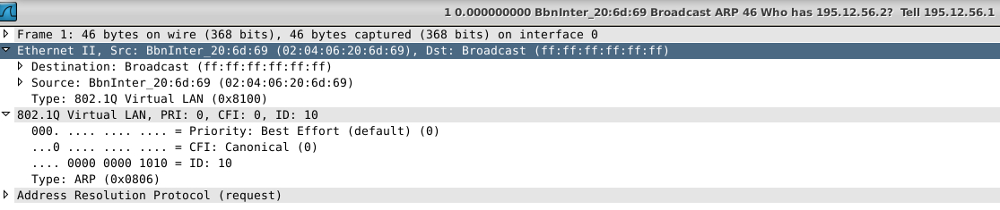 1 0.000000000 BbnInter_20:6d:69 Broadcast ARP 46 Who has 195.12.56.2?  Tell 195.12.56.1
Frame 1: 46 bytes on wire (368 bits), 46 bytes captured (368 bits) on interface 0
Ethernet II, Src: BbnInter_20:6d:69 (02:04:06:20:6d:69), Dst: Broadcast (ff:ff:ff:ff:ff:ff)
Destination: Broadcast (ff:ff:ff:ff:ff:ff)
Source: BbnInter_20:6d:69 (02:04:06:20:6d:69)
Type: 802.1Q Virtual LAN (0x8100)
802.1Q Virtual LAN, PRI: 0, CFI: 0, ID: 10
000. .... .... .... = Priority: Best Effort (default) (0)
...0 .... .... .... = CFI: Canonical (0)
.... 0000 0000 1010 = ID: 10
Type: ARP (0x0806)
Address Resolution Protocol (request)